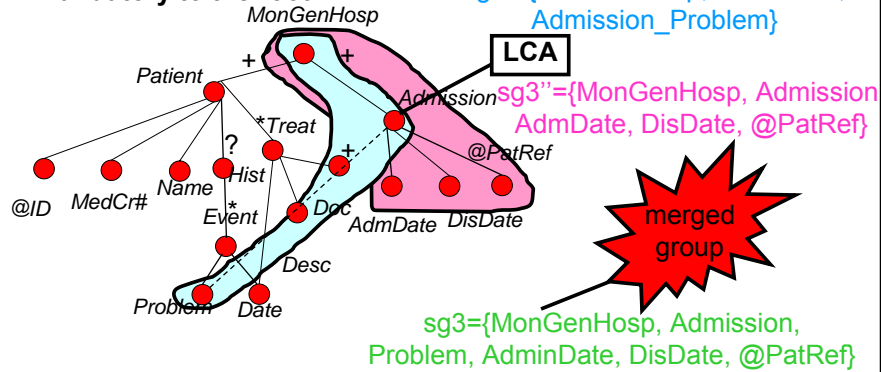 MonGenHosp
Admission_Problem}
LCA
+
+
Patient
Admission
sg3''={MonGenHosp, Admission
*Treat
AdmDate, DisDate, @PatRef}
?
+
@PatRef
@ID
MedCr#
Name
Hist
*
Event
Doc
AdmDate
DisDate
merged
group
Desc
Problem
Date
sg3={MonGenHosp, Admission,
Problem, AdminDate, DisDate, @PatRef}